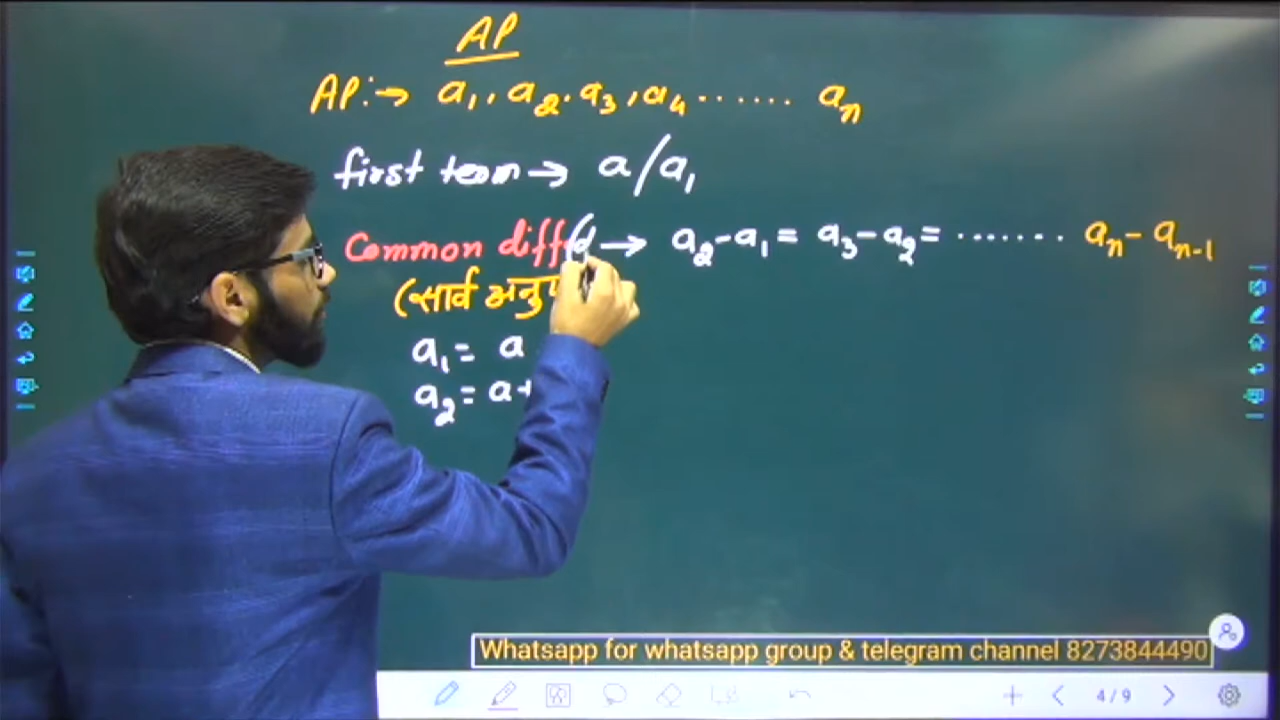 AP
AP:→ a₁, a₂, a₃, a₄ ....... aₙ
first term → a/a₁
Common diff (d → a₂-a₁ = a₃-a₂ = ....... aₙ - aₙ₋₁
(सार्व
a₁ = a
a₂ = a+
Whatsapp for whatsapp group & telegram channel 8273844490
4/9